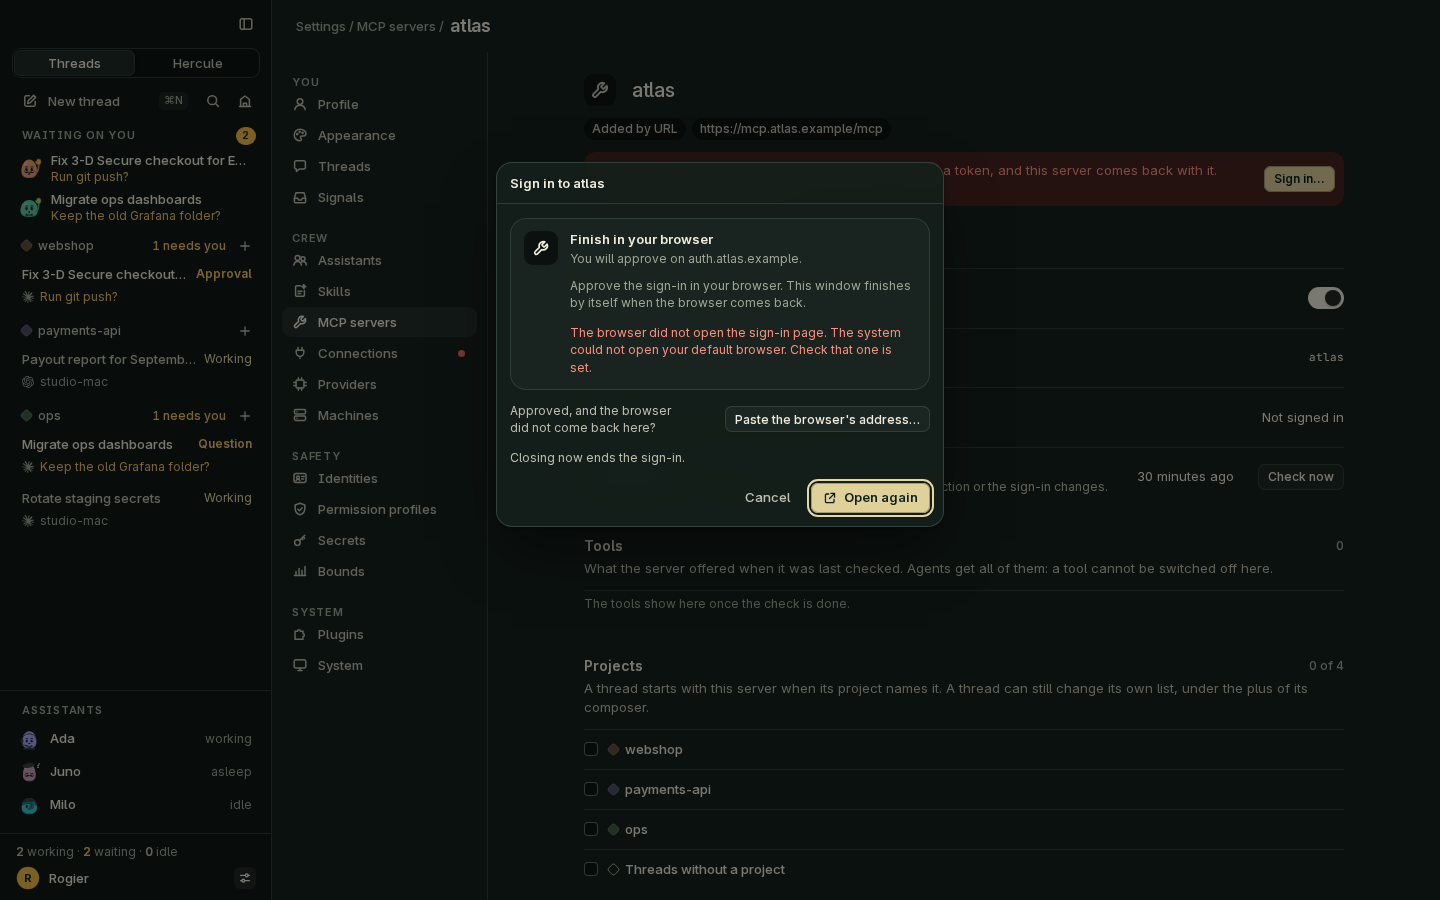 Threads
Hercule
New thread
⌘N
WAITING ON YOU
2
Fix 3-D Secure checkout for E…
Run git push?
Migrate ops dashboards
Keep the old Grafana folder?
webshop
1 needs you
Fix 3-D Secure checkout…
Approval
Run git push?
payments-api
Payout report for Septemb…
Working
studio-mac
ops
1 needs you
Migrate ops dashboards
Question
Keep the old Grafana folder?
Rotate staging secrets
Working
studio-mac
ASSISTANTS
Ada
working
Juno
asleep
Milo
idle
2 working · 2 waiting · 0 idle
R
Rogier
Settings / MCP servers / atlas
YOU
Profile
Appearance
Threads
Signals
CREW
Assistants
Skills
MCP servers
Connections
Providers
Machines
SAFETY
Identities
Permission profiles
Secrets
Bounds
SYSTEM
Plugins
System
atlas
Added by URL
https://mcp.atlas.example/mcp
a token, and this server comes back with it.
Sign in…
atlas
Not signed in
ction or the sign-in changes.
30 minutes ago
Check now
Sign in to atlas
Finish in your browser
You will approve on auth.atlas.example.
Approve the sign-in in your browser. This window finishes
by itself when the browser comes back.
The browser did not open the sign-in page. The system
could not open your default browser. Check that one is
set.
Approved, and the browser
did not come back here?
Paste the browser's address…
Closing now ends the sign-in.
Cancel
Open again
Tools
0
What the server offered when it was last checked. Agents get all of them: a tool cannot be switched off here.
The tools show here once the check is done.
Projects
0 of 4
A thread starts with this server when its project names it. A thread can still change its own list, under the plus of its
composer.
webshop
payments-api
ops
Threads without a project